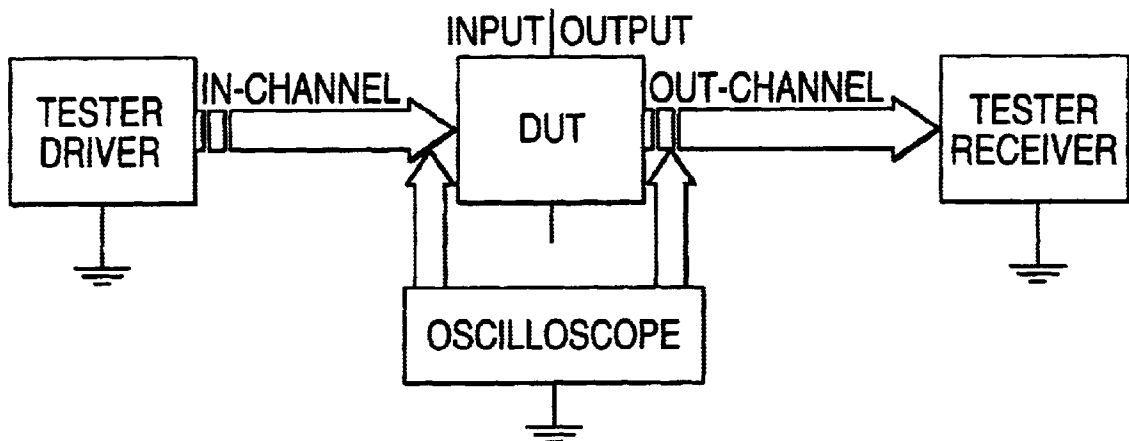 INPUT OUTPUT
TESTER
DRIVER
IN-CHANNEL
DUT
OUT-CHANNEL
TESTER
RECEIVER
OSCILLOSCOPE